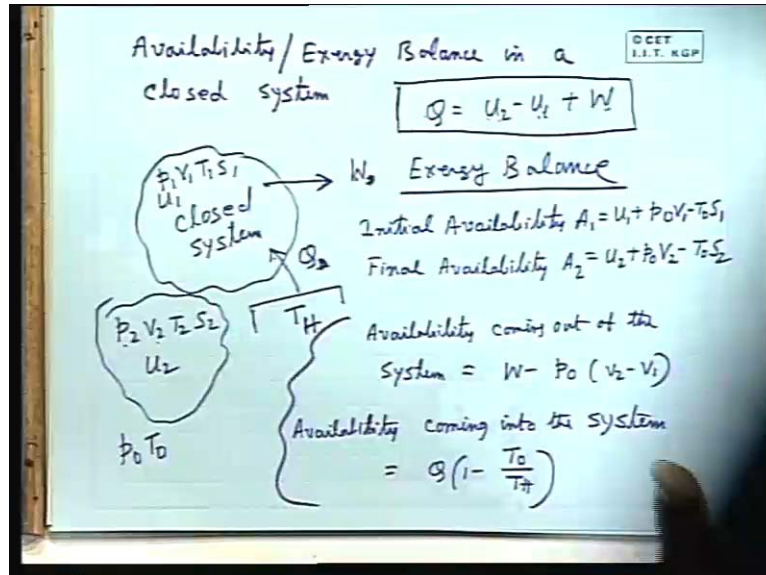 Availability/Exergy Balance in a
closed system
© CET
I.I.T. KGP
Q = U2 - U1 + W
p1 V1 T1 S1
U1
closed
system
W
Exergy Balance
Initial Availability A1 = U1 + p0V1 - T0S1
Final Availability A2 = U2 + p0V2 - T0S2
Q
TH
p2 V2 T2 S2
U2
p0 T0
Availability coming out of the
system = W - p0 (V2 - V1)
Availability coming into the system
= Q(1 - T0/TH)